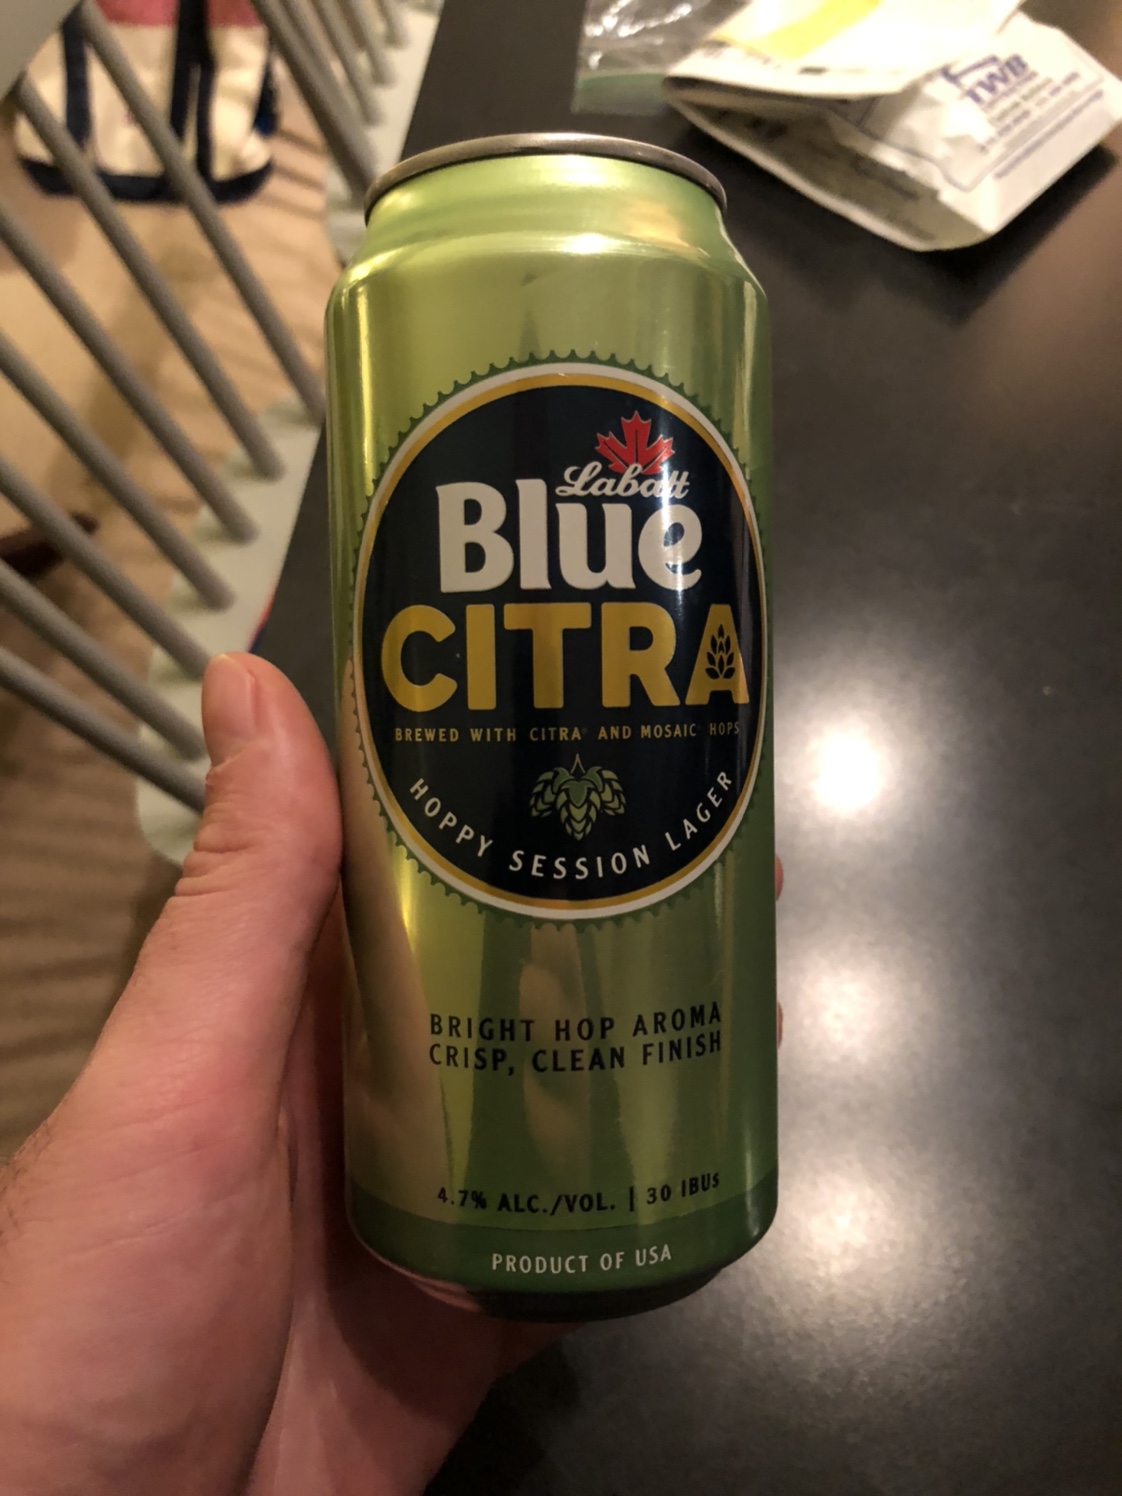 TWB
Labatt
Blue
CITRA
BREWED WITH CITRA® AND MOSAIC® HOPS
HOPPY SESSION LAGER
BRIGHT HOP AROMA
CRISP, CLEAN FINISH
4.7% ALC./VOL. | 30 IBUs
PRODUCT OF USA